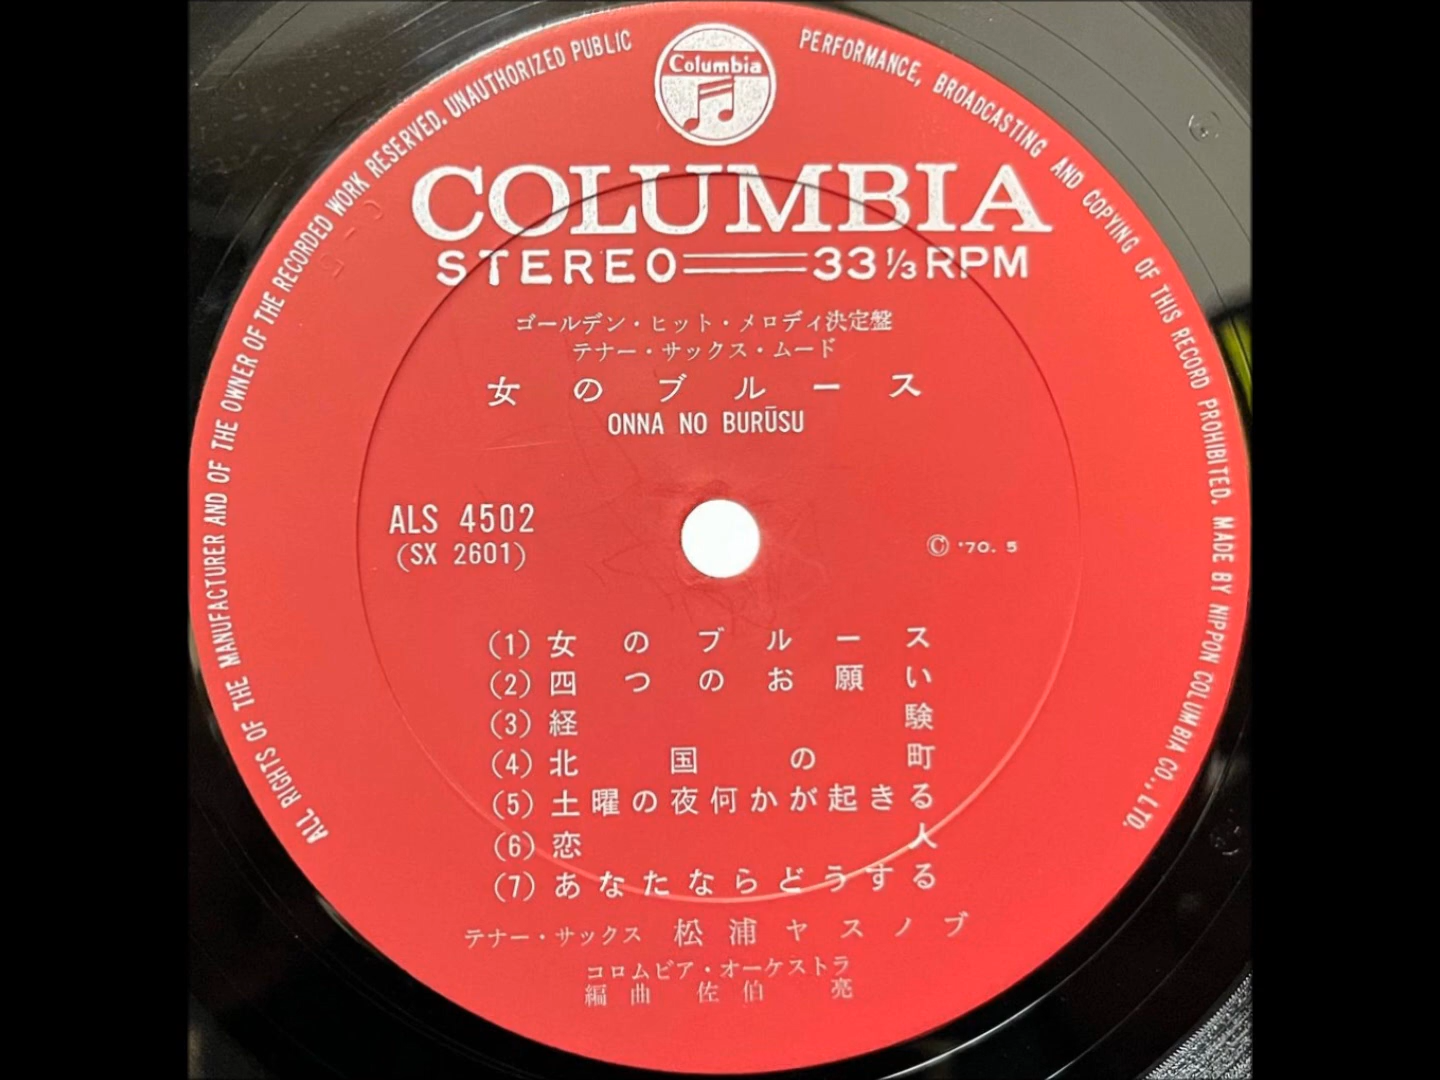 ALL RIGHTS OF THE MANUFACTURER AND OF THE OWNER OF THE RECORDED WORK RESERVED. UNAUTHORIZED PUBLIC PERFORMANCE, BROADCASTING AND COPYING OF THIS RECORD PROHIBITED. MADE BY NIPPON COLUMBIA CO., LTD.
Columbia
COLUMBIA
STEREO 33 1/3 RPM
ゴールデン・ヒット・メロディ決定盤
テナー・サックス・ムード
女のブルース
ONNA NO BURŪSU
ALS 4502
(SX 2601)
Ⓒ '70. 5
(1) 女のブルース
(2) 四つのお願い
(3) 経験
(4) 北国の町
(5) 土曜の夜何かが起きる
(6) 恋人
(7) あなたならどうする
テナー・サックス 松浦ヤスノブ
コロムビア・オーケストラ
編曲 佐伯 亮